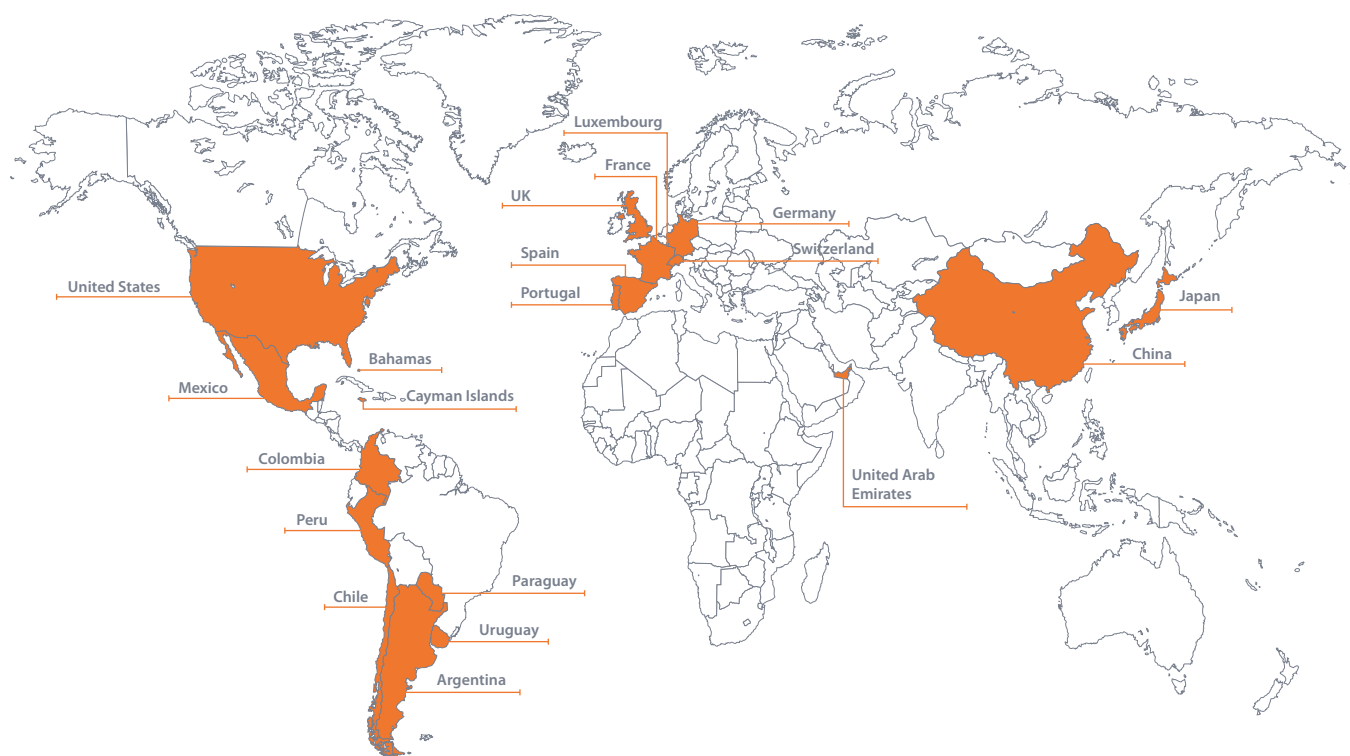 Luxembourg
France
UK
Germany
Switzerland
Spain
United States
Portugal
Japan
China
Bahamas
Mexico
Cayman Islands
Colombia
United Arab
Emirates
Peru
Paraguay
Chile
Uruguay
Argentina